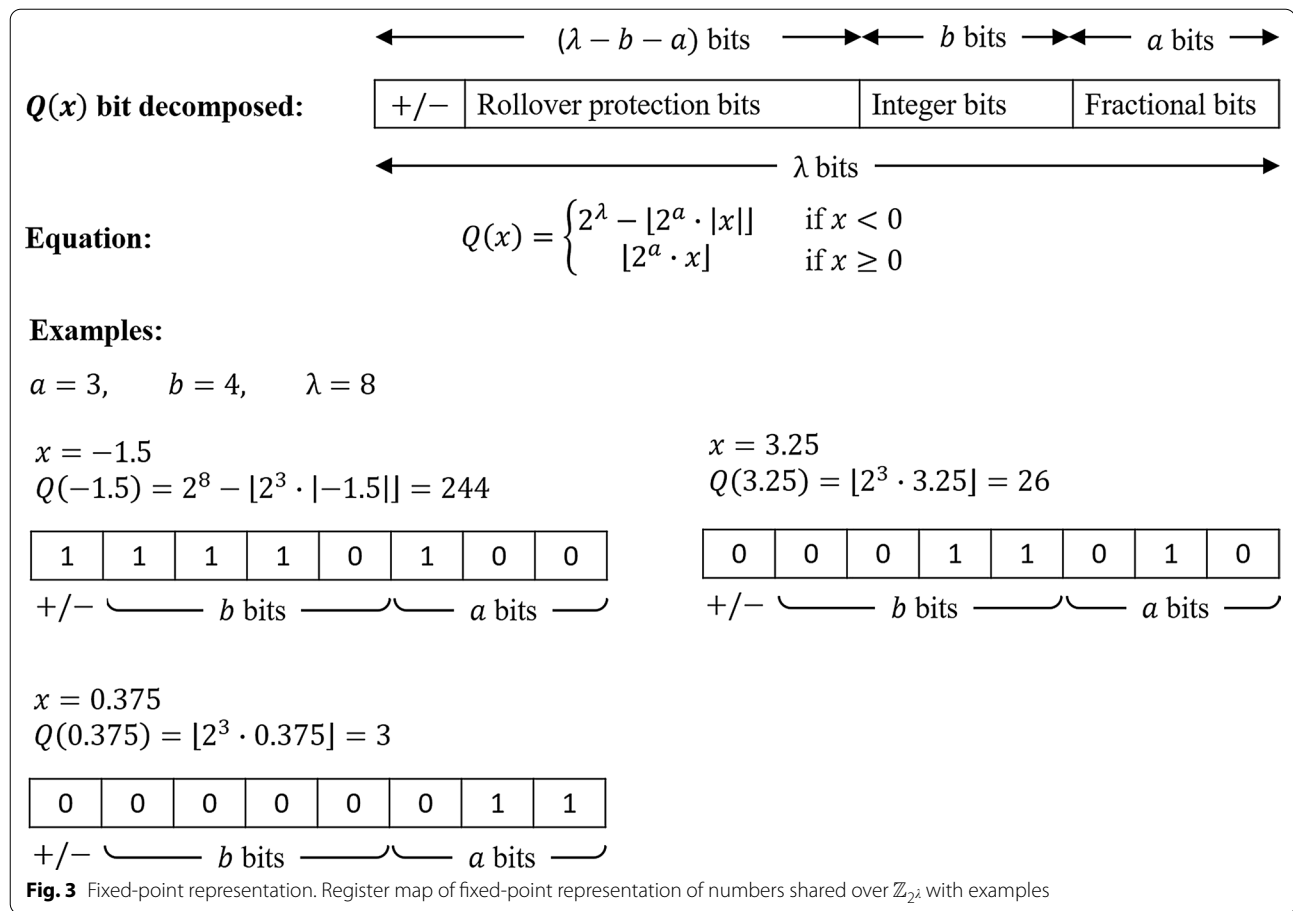 (λ − b − a) bits b bits a bits
Q(x) bit decomposed: +/− Rollover protection bits Integer bits Fractional bits
λ bits
Equation: Q(x) = { 2^λ − ⌊2^a · |x|⌋ if x < 0
⌊2^a · x⌋ if x ≥ 0
Examples:
a = 3, b = 4, λ = 8
x = −1.5
Q(−1.5) = 2^8 − ⌊2^3 · |−1.5|⌋ = 244
1 1 1 1 0 1 0 0
+/− b bits a bits
x = 3.25
Q(3.25) = ⌊2^3 · 3.25⌋ = 26
0 0 0 1 1 0 1 0
+/− b bits a bits
x = 0.375
Q(0.375) = ⌊2^3 · 0.375⌋ = 3
0 0 0 0 0 0 1 1
+/− b bits a bits
Fig. 3 Fixed-point representation. Register map of fixed-point representation of numbers shared over ℤ_2^λ with examples